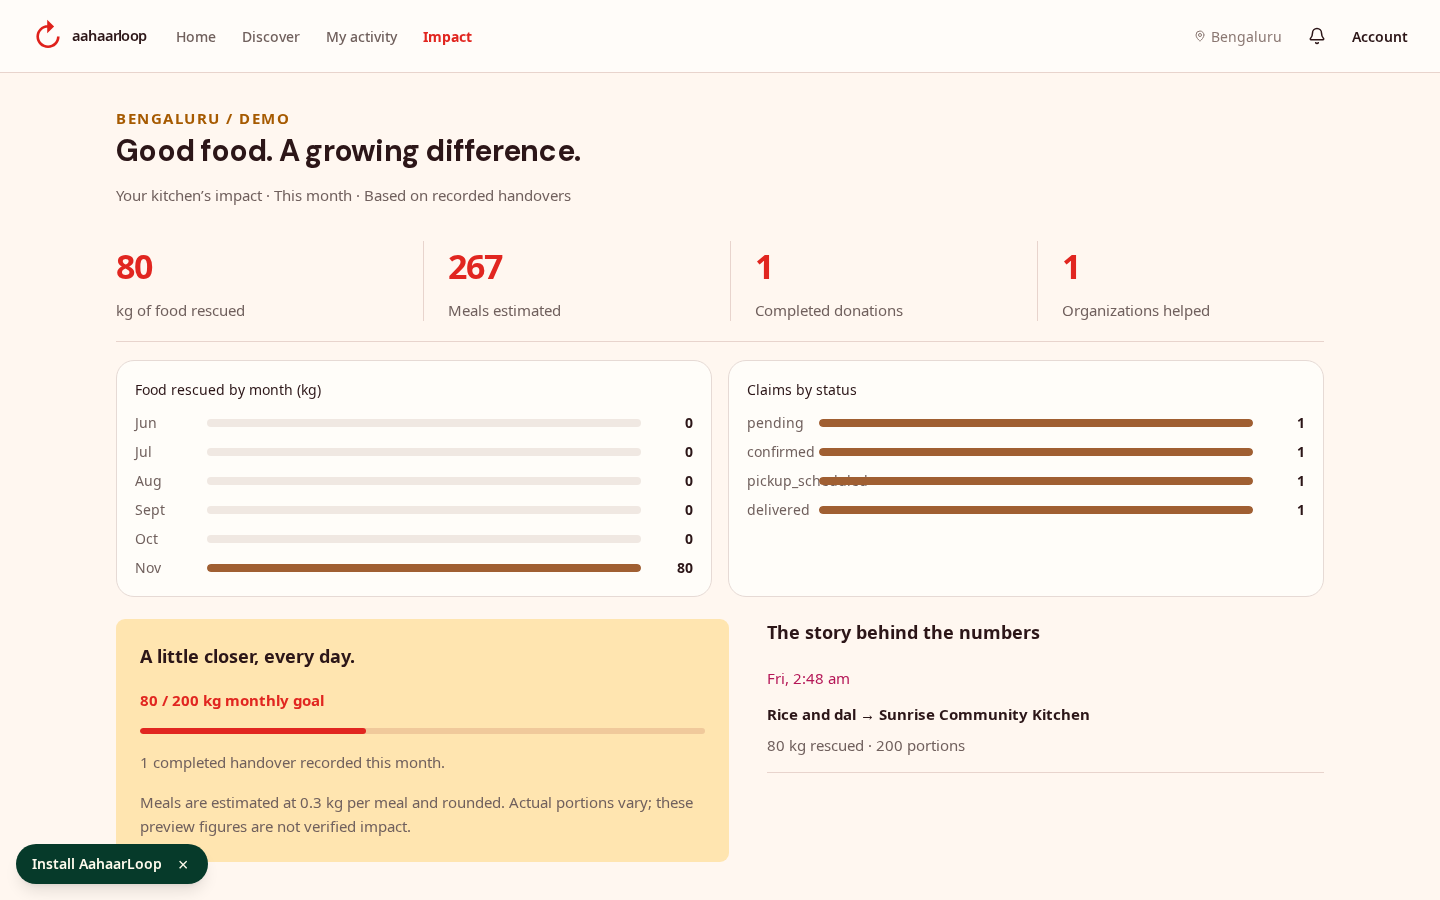 aahaarloop Home Discover My activity Impact Bengaluru Account
BENGALURU / DEMO
Good food. A growing difference.
Your kitchen’s impact · This month · Based on recorded handovers
80 267 1 1
kg of food rescued Meals estimated Completed donations Organizations helped
Food rescued by month (kg)
Jun 0
Jul 0
Aug 0
Sept 0
Oct 0
Nov 80
Claims by status
pending 1
confirmed 1
pickup_scheduled 1
delivered 1
A little closer, every day.
80 / 200 kg monthly goal
1 completed handover recorded this month.
Meals are estimated at 0.3 kg per meal and rounded. Actual portions vary; these
preview figures are not verified impact.
The story behind the numbers
Fri, 2:48 am
Rice and dal → Sunrise Community Kitchen
80 kg rescued · 200 portions
Install AahaarLoop ×